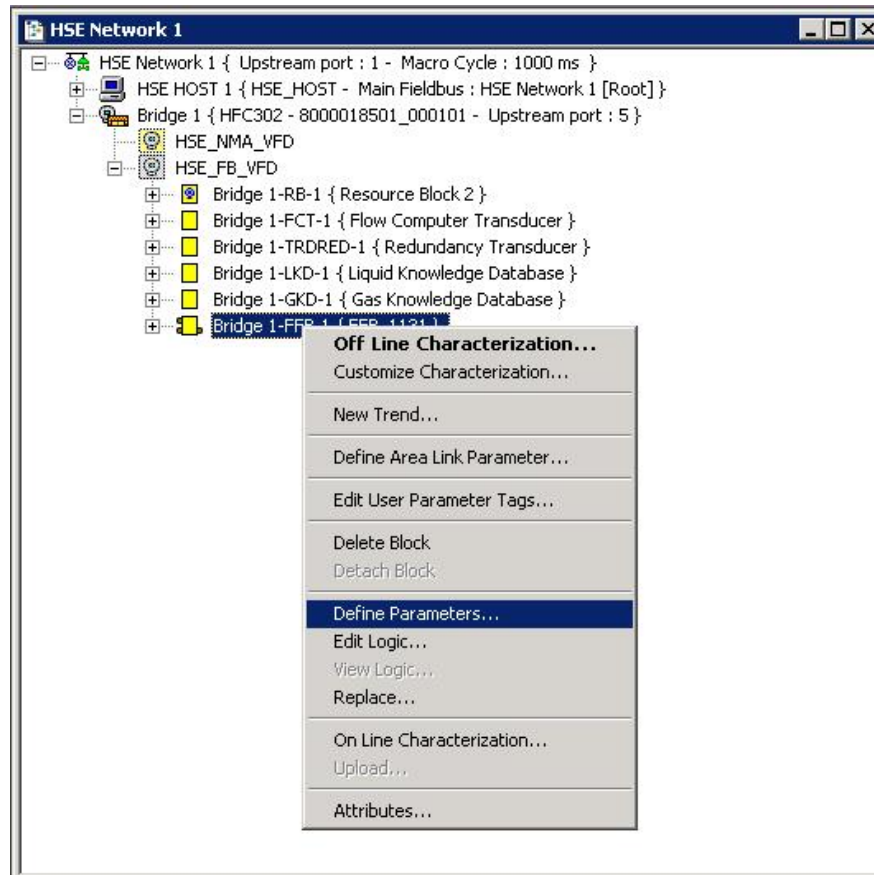 HSE Network 1
HSE Network 1 { Upstream port : 1 - Macro Cycle : 1000 ms }
HSE HOST 1 { HSE_HOST - Main Fieldbus : HSE Network 1 [Root] }
Bridge 1 { HFC302 - 8000018501_000101 - Upstream port : 5 }
HSE_NMA_VFD
HSE_FB_VFD
Bridge 1-RB-1 { Resource Block 2 }
Bridge 1-FCT-1 { Flow Computer Transducer }
Bridge 1-TRDRED-1 { Redundancy Transducer }
Bridge 1-LKD-1 { Liquid Knowledge Database }
Bridge 1-GKD-1 { Gas Knowledge Database }
Bridge 1-FFB-1 { FFB_1131 }
Off Line Characterization...
Customize Characterization...
New Trend...
Define Area Link Parameter...
Edit User Parameter Tags...
Delete Block
Detach Block
Define Parameters...
Edit Logic...
View Logic...
Replace...
On Line Characterization...
Upload...
Attributes...